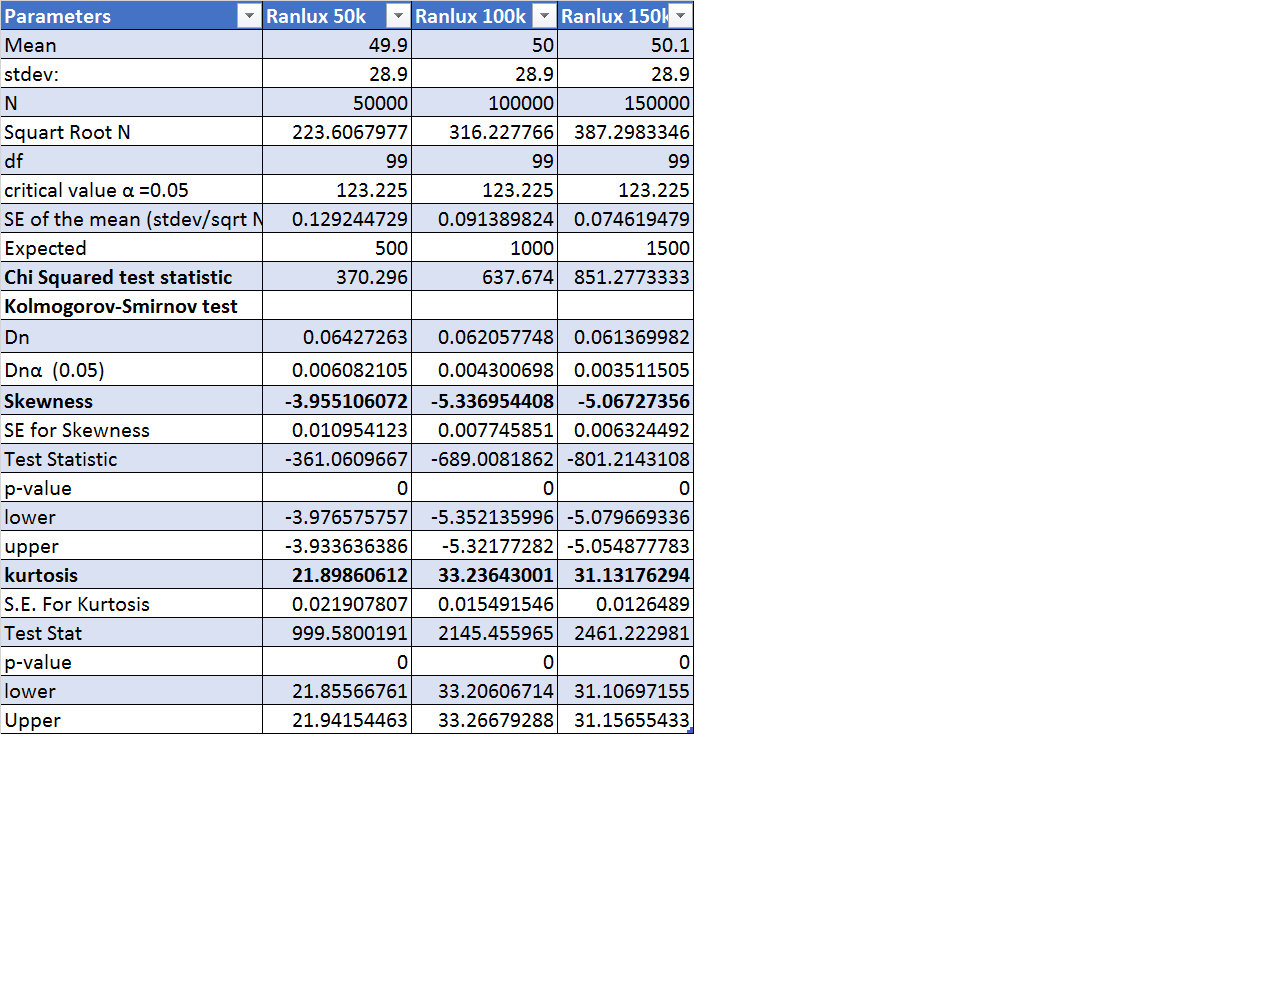 Parameters Ranlux 50k Ranlux 100k Ranlux 150k
Mean 49.9 50 50.1
stdev: 28.9 28.9 28.9
N 50000 100000 150000
Squart Root N 223.6067977 316.227766 387.2983346
df 99 99 99
critical value α =0.05 123.225 123.225 123.225
SE of the mean (stdev/sqrt N 0.129244729 0.091389824 0.074619479
Expected 500 1000 1500
Chi Squared test statistic 370.296 637.674 851.2773333
Kolmogorov-Smirnov test
Dn 0.06427263 0.062057748 0.061369982
Dnα (0.05) 0.006082105 0.004300698 0.003511505
Skewness -3.955106072 -5.336954408 -5.06727356
SE for Skewness 0.010954123 0.007745851 0.006324492
Test Statistic -361.0609667 -689.0081862 -801.2143108
p-value 0 0 0
lower -3.976575757 -5.352135996 -5.079669336
upper -3.933636386 -5.32177282 -5.054877783
kurtosis 21.89860612 33.23643001 31.13176294
S.E. For Kurtosis 0.021907807 0.015491546 0.0126489
Test Stat 999.5800191 2145.455965 2461.222981
p-value 0 0 0
lower 21.85566761 33.20606714 31.10697155
Upper 21.94154463 33.26679288 31.15655433